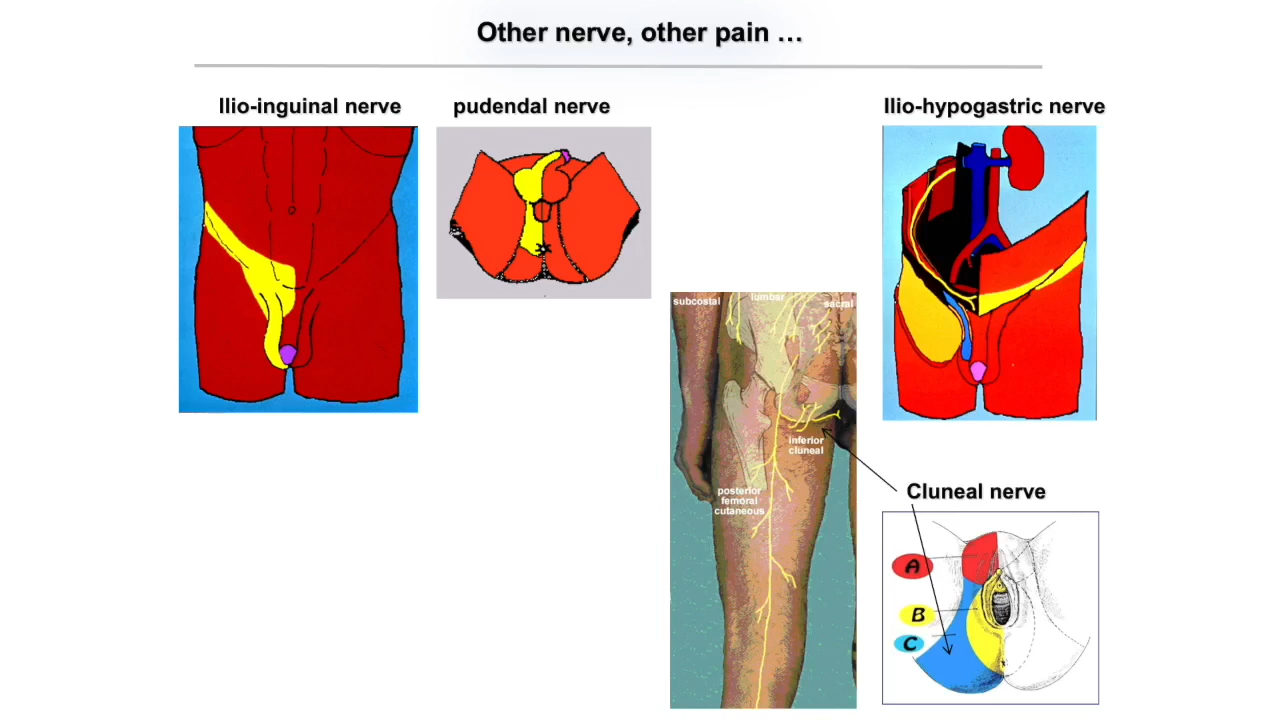 Other nerve, other pain …
Ilio-inguinal nerve
pudendal nerve
Ilio-hypogastric nerve
subcostal
lumbar
sacral
inferior
cluneal
posterior
femoral
cutaneous
Cluneal nerve
A
B
C